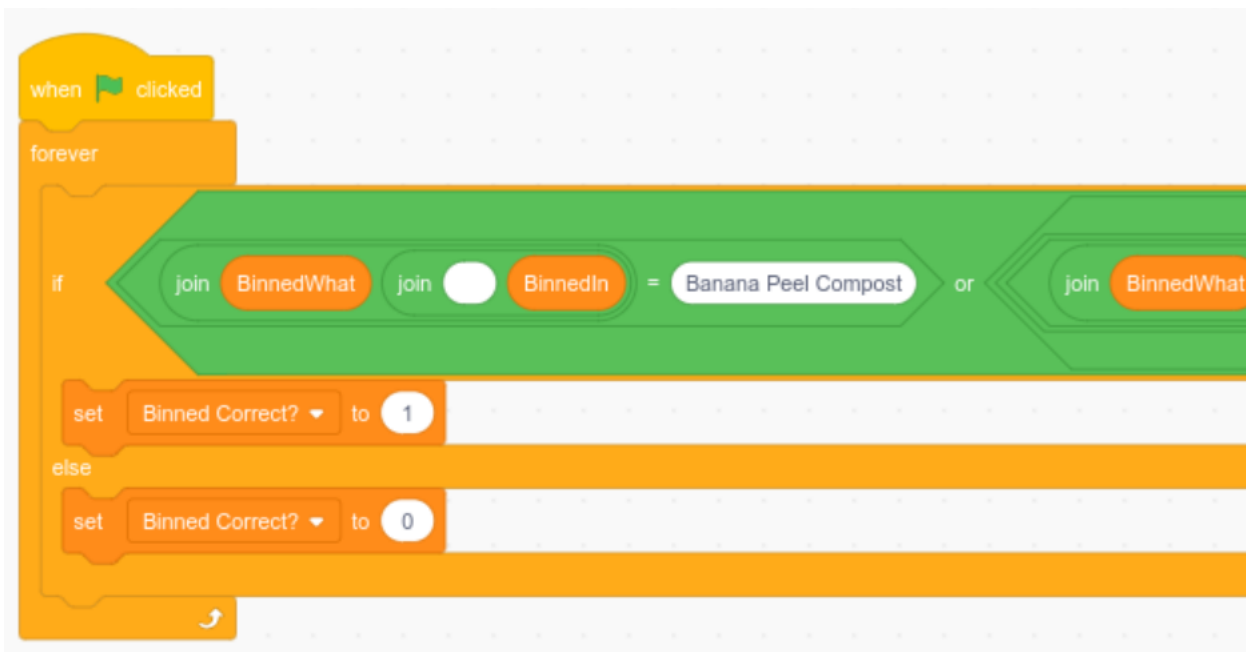 when clicked
forever
if join BinnedWhat join BinnedIn = Banana Peel Compost or join BinnedWhat
set Binned Correct? to 1
else
set Binned Correct? to 0